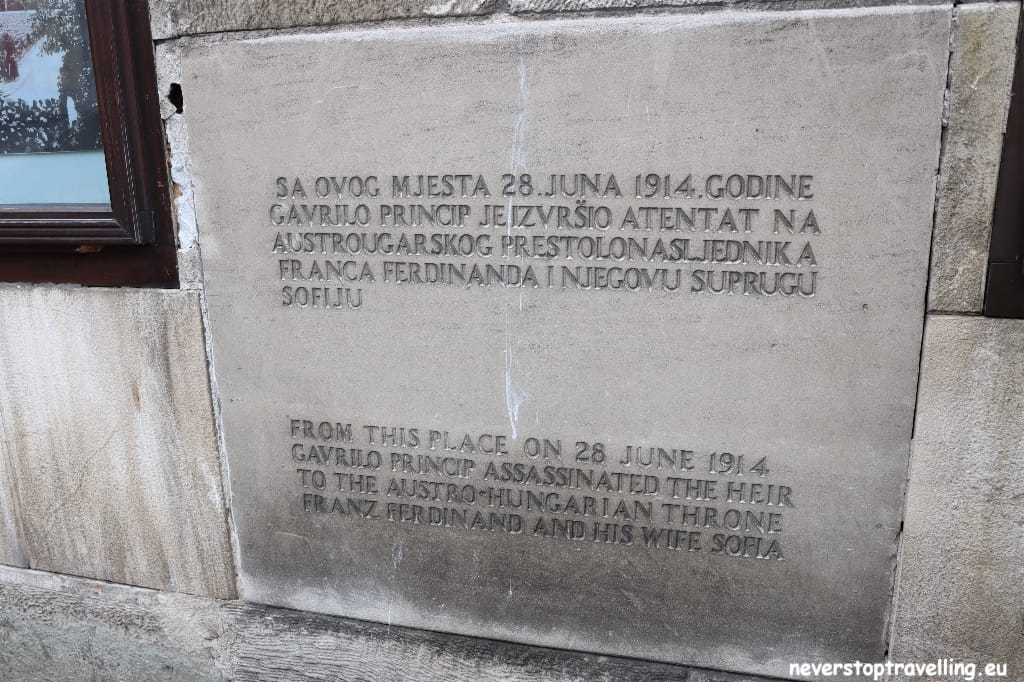 SA OVOG MJESTA 28. JUNA 1914. GODINE
GAVRILO PRINCIP JE IZVRŠIO ATENTAT NA
AUSTROUGARSKOG PRESTOLONASLJEDNIKA
FRANCA FERDINANDA I NJEGOVU SUPRUGU
SOFIJU
FROM THIS PLACE ON 28 JUNE 1914
GAVRILO PRINCIP ASSASSINATED THE HEIR
TO THE AUSTRO-HUNGARIAN THRONE
FRANZ FERDINAND AND HIS WIFE SOFIA
neverstoptravelling.eu